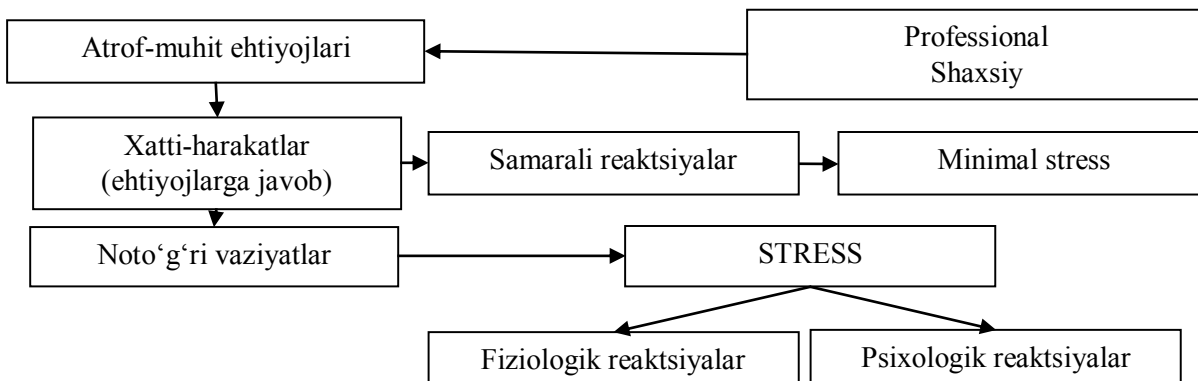 Atrof-muhit ehtiyojlari
Professional
Shaxsiy
Xatti-harakatlar
(ehtiyojlarga javob)
Samarali reaktsiyalar
Minimal stress
Noto‘g‘ri vaziyatlar
STRESS
Fiziologik reaktsiyalar
Psixologik reaktsiyalar